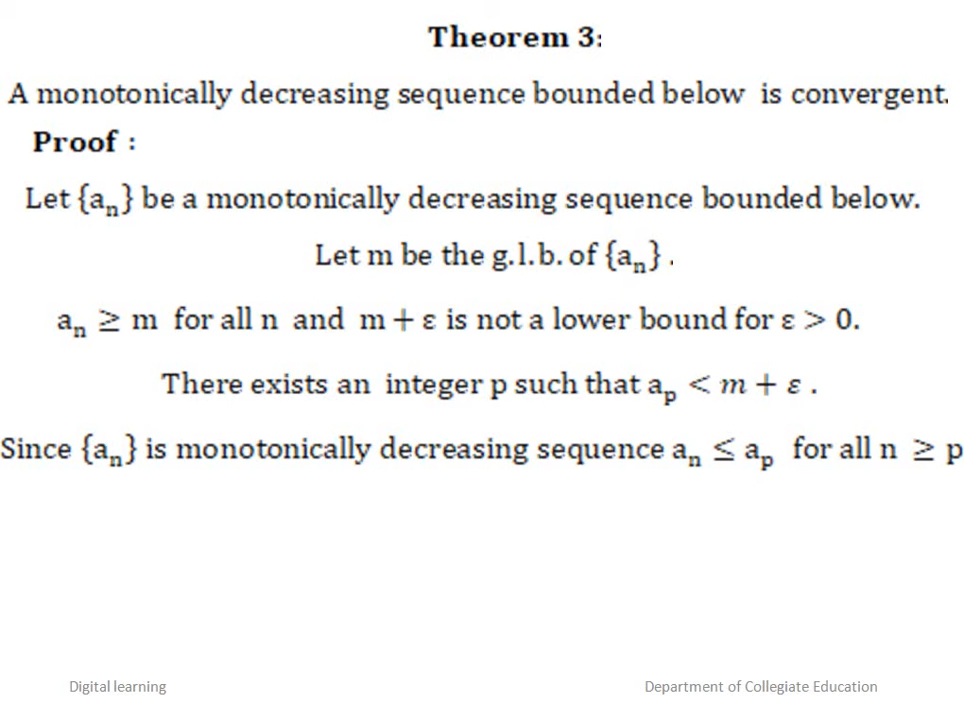 Theorem 3:
A monotonically decreasing sequence bounded below is convergent.
Proof :
Let {aₙ} be a monotonically decreasing sequence bounded below.
Let m be the g.l.b. of {aₙ} .
aₙ ≥ m for all n and m + ε is not a lower bound for ε > 0.
There exists an integer p such that aₚ < m + ε .
Since {aₙ} is monotonically decreasing sequence aₙ ≤ aₚ for all n ≥ p
Digital learning
Department of Collegiate Education